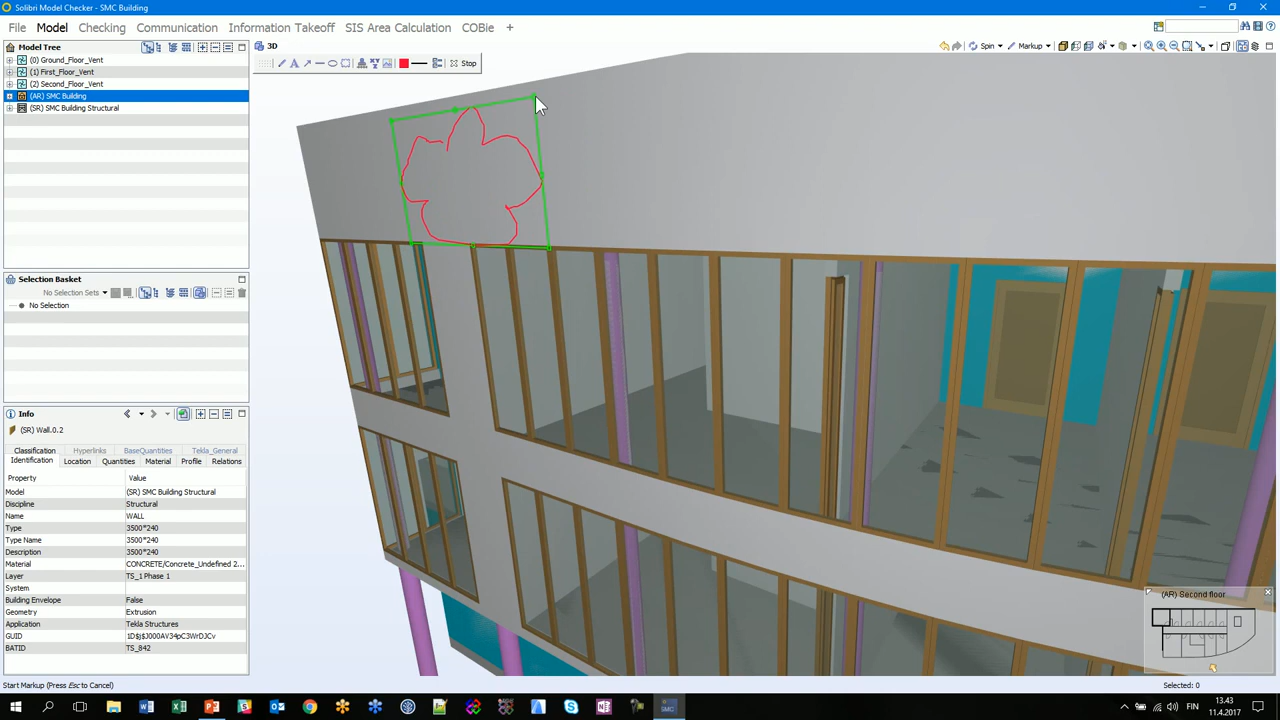 Solibri Model Checker - SMC Building
File Model Checking Communication Information Takeoff SIS Area Calculation COBie +
Model Tree
3D
Spin
Markup
(0) Ground_Floor_Vent
(1) First_Floor_Vent
(2) Second_Floor_Vent
(AR) SMC Building
(SR) SMC Building Structural
A
XY
Stop
Selection Basket
No Selection Sets
No Selection
Info
(SR) Wall.0.2
Classification Hyperlinks BaseQuantities Tekla_General
Identification Location Quantities Material Profile Relations
Property Value
Model (SR) SMC Building Structural
Discipline Structural
Name WALL
Type 3500*240
Type Name 3500*240
Description 3500*240
Material CONCRETE/Concrete_Undefined 2...
Layer TS_1 Phase 1
System
Building Envelope False
Geometry Extrusion
Application Tekla Structures
GUID 1D$j$J000AV34pC3WrDJCv
BATID TS_842
(AR) Second floor
Start Markup (Press Esc to Cancel)
Selected: 0
SMC
FIN
13.43
11.4.2017